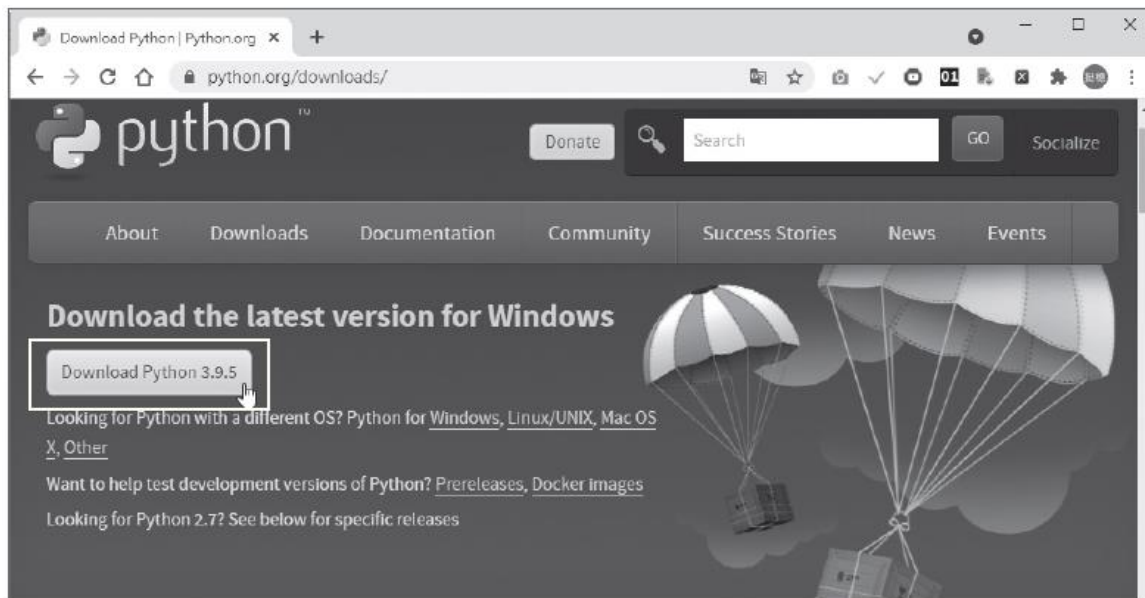 Download Python | Python.org
python.org/downloads/
01
python
Donate
Search
GO
Socialize
About Downloads Documentation Community Success Stories News Events
Download the latest version for Windows
Download Python 3.9.5
Looking for Python with a different OS? Python for Windows, Linux/UNIX, Mac OS
X, Other
Want to help test development versions of Python? Prereleases, Docker images
Looking for Python 2.7? See below for specific releases